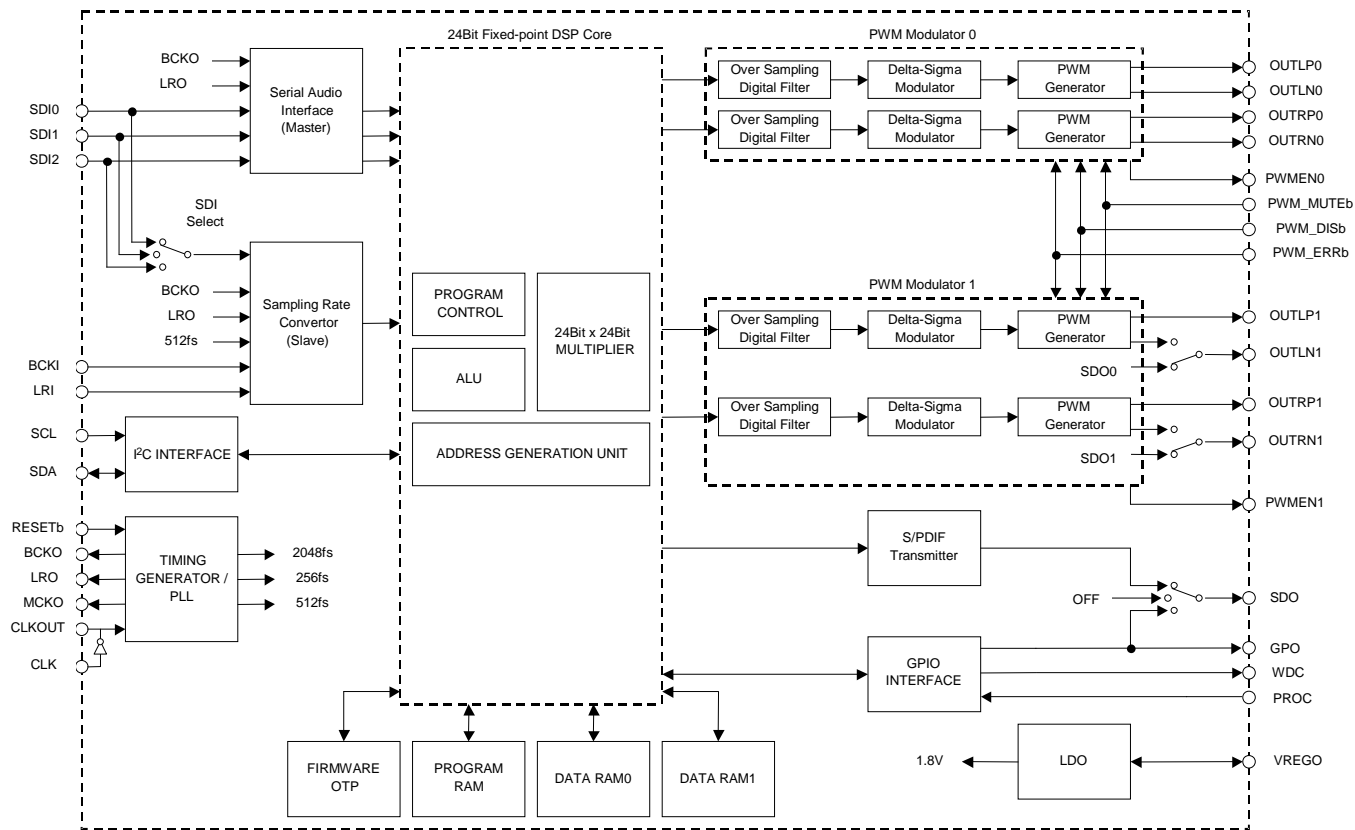 24Bit Fixed-point DSP Core
PWM Modulator 0
BCKO
LRO
Serial Audio
Interface
(Master)
SDI0
SDI1
SDI2
SDI
Select
BCKO
LRO
512fs
Sampling Rate
Convertor
(Slave)
BCKI
LRI
SCL
SDA
I²C INTERFACE
RESETb
BCKO
LRO
MCKO
CLKOUT
CLK
TIMING
GENERATOR /
PLL
2048fs
256fs
512fs
PROGRAM
CONTROL
ALU
24Bit x 24Bit
MULTIPLIER
ADDRESS GENERATION UNIT
FIRMWARE
OTP
PROGRAM
RAM
DATA RAM0
DATA RAM1
Over Sampling
Digital Filter
Delta-Sigma
Modulator
PWM
Generator
Over Sampling
Digital Filter
Delta-Sigma
Modulator
PWM
Generator
OUTLP0
OUTLN0
OUTRP0
OUTRN0
PWMEN0
PWM_MUTEb
PWM_DISb
PWM_ERRb
PWM Modulator 1
Over Sampling
Digital Filter
Delta-Sigma
Modulator
PWM
Generator
SDO0
Over Sampling
Digital Filter
Delta-Sigma
Modulator
PWM
Generator
SDO1
OUTLP1
OUTLN1
OUTRP1
OUTRN1
PWMEN1
S/PDIF
Transmitter
OFF
SDO
GPIO
INTERFACE
GPO
WDC
PROC
1.8V
LDO
VREGO